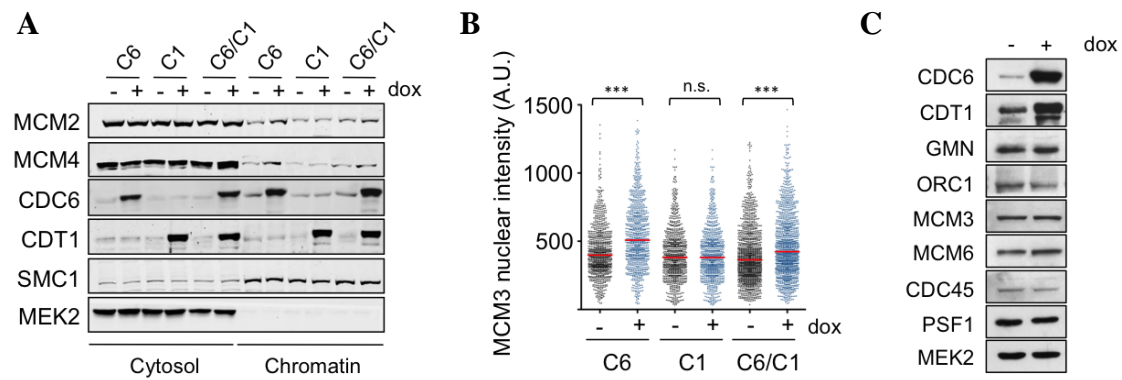 A
C6 C1 C6/C1 C6 C1 C6/C1
- + - + - + - + - + - + dox
MCM2
MCM4
CDC6
CDT1
SMC1
MEK2
Cytosol Chromatin
B
MCM3 nuclear intensity (A.U.)
*** n.s. ***
1500
1000
500
- + - + - + dox
C6 C1 C6/C1
C
- + dox
CDC6
CDT1
GMN
ORC1
MCM3
MCM6
CDC45
PSF1
MEK2